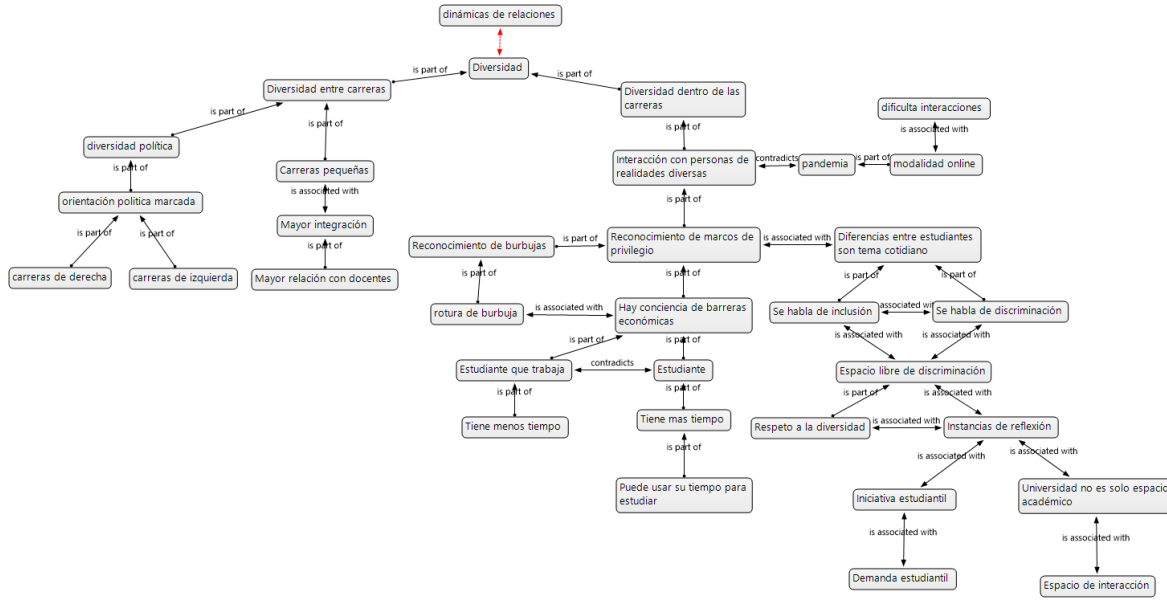 dinámicas de relaciones
Diversidad
is part of
is part of
Diversidad entre carreras
Diversidad dentro de las
carreras
dificulta interacciones
is part of
is part of
is part of
is associated with
diversidad política
Interacción con personas de
realidades diversas
contradicts
pandemia
is part of
modalidad online
is part of
Carreras pequeñas
is associated with
orientación politica marcada
is part of
Mayor integración
is part of
is part of
is part of
Reconocimiento de burbujas
is part of
Reconocimiento de marcos de
privilegio
is associated with
Diferencias entre estudiantes
son tema cotidiano
carreras de derecha
carreras de izquierda
Mayor relación con docentes
is part of
is part of
is part of
is part of
rotura de burbuja
is associated with
Hay conciencia de barreras
económicas
Se habla de inclusión
associated wit
Se habla de discriminación
is part of
is part of
is associated with
is associated with
Estudiante que trabaja
contradicts
Estudiante
Espacio libre de discriminación
is part of
is part of
is part of
is associated with
Tiene menos tiempo
Tiene mas tiempo
Respeto a la diversidad
is associated with
Instancias de reflexión
is part of
is associated with
is associated with
Puede usar su tiempo para
estudiar
Iniciativa estudiantil
Universidad no es solo espacio
académico
is associated with
is associated with
Demanda estudiantil
Espacio de interacción